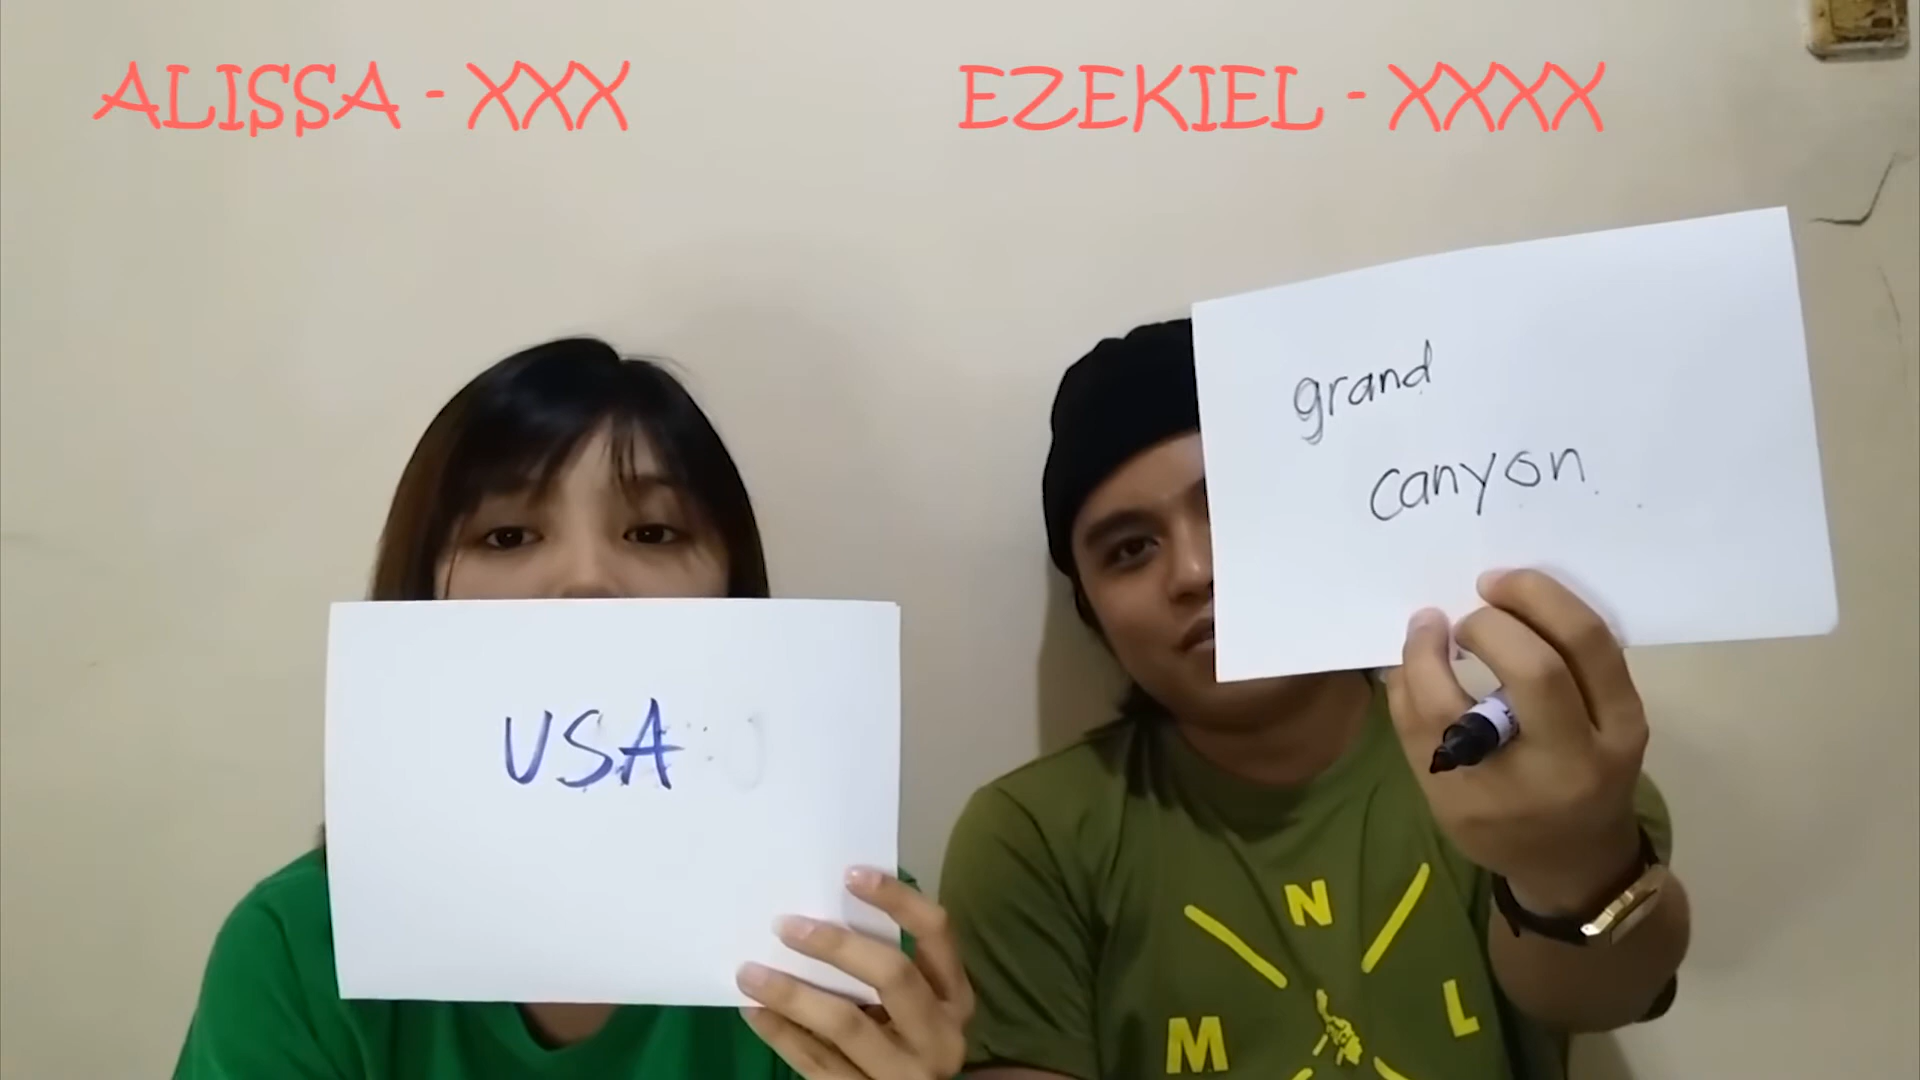 ALISSA - XXX
EZEKIEL - XXXX
grand
canyon
USA
N
M L